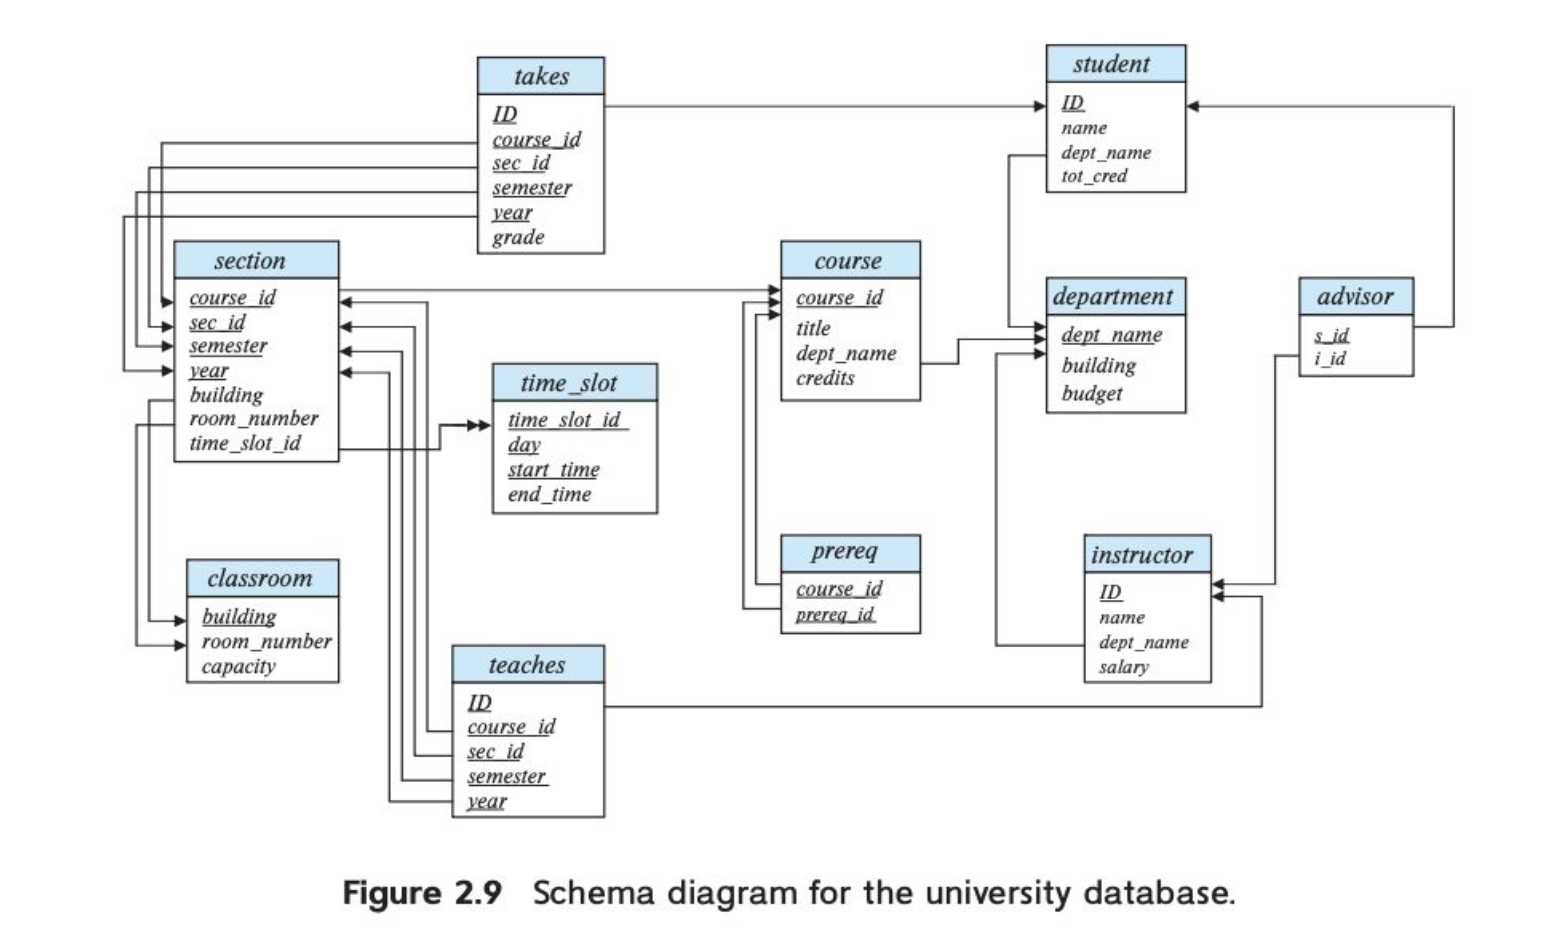 takes
ID
course_id
sec_id
semester
year
grade
student
ID
name
dept_name
tot_cred
section
course_id
sec_id
semester
year
building
room_number
time_slot_id
course
course_id
title
dept_name
credits
department
dept_name
building
budget
advisor
s_id
i_id
time_slot
time_slot_id
day
start_time
end_time
prereq
course_id
prereq_id
instructor
ID
name
dept_name
salary
classroom
building
room_number
capacity
teaches
ID
course_id
sec_id
semester
year
Figure 2.9 Schema diagram for the university database.